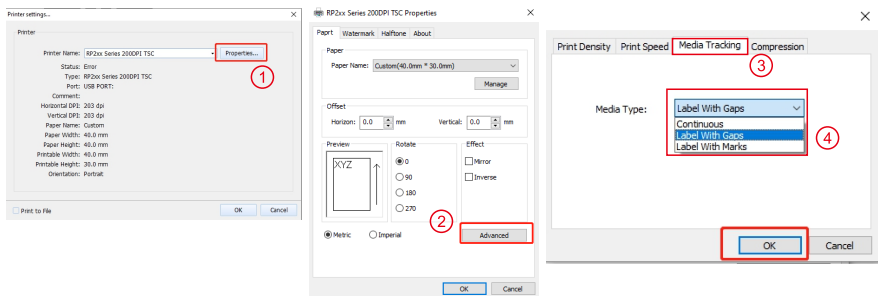 Printer settings...
Printer
Printer Name: RP2xx Series 200DPI TSC Properties...
Status: Error
Type: RP2xx Series 200DPI TSC
Port: USB PORT:
Comment:
Horizontal DPI: 203 dpi
Vertical DPI: 203 dpi
Paper Name: Custom
Paper Width: 40.0 mm
Paper Height: 40.0 mm
Printable Width: 40.0 mm
Printable Height: 30.0 mm
Orientation: Portrait
1
Print to File
OK Cancel
RP2xx Series 200DPI TSC Properties
Paprt Watermark Halftone About
Paper
Paper Name: Custom(40.0mm * 30.0mm)
Manage
Offset
Horizon: 0.0 mm Vertical: 0.0 mm
Preview Rotate Effect
XYZ
0 Mirror
90 Inverse
180
270
2
Metric Imperial Advanced
OK Cancel
Print Density Print Speed Media Tracking Compression
3
Media Type: Label With Gaps
Continuous
Label With Gaps
Label With Marks
4
OK Cancel